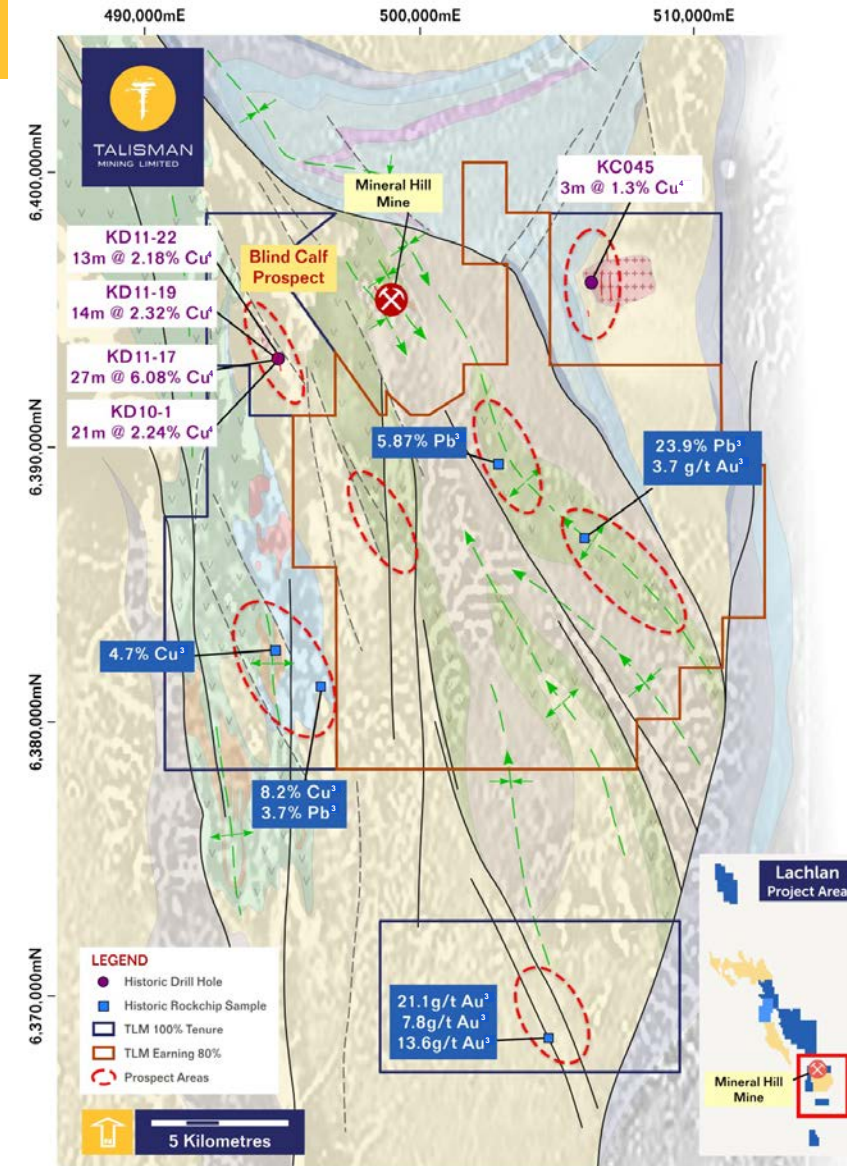 490,000mE
500,000mE
510,000mE
6,400,000mN
6,390,000mN
6,380,000mN
6,370,000mN
TALISMAN
MINING LIMITED
Mineral Hill
Mine
KC045
3m @ 1.3% Cu⁴
KD11-22
13m @ 2.18% Cu⁴
Blind Calf
Prospect
KD11-19
14m @ 2.32% Cu⁴
KD11-17
27m @ 6.08% Cu⁴
KD10-1
21m @ 2.24% Cu⁴
5.87% Pb³
23.9% Pb³
3.7 g/t Au³
4.7% Cu³
8.2% Cu³
3.7% Pb³
21.1g/t Au³
7.8g/t Au³
13.6g/t Au³
LEGEND
Historic Drill Hole
Historic Rockchip Sample
TLM 100% Tenure
TLM Earning 80%
Prospect Areas
5 Kilometres
Lachlan
Project Area
Mineral Hill
Mine